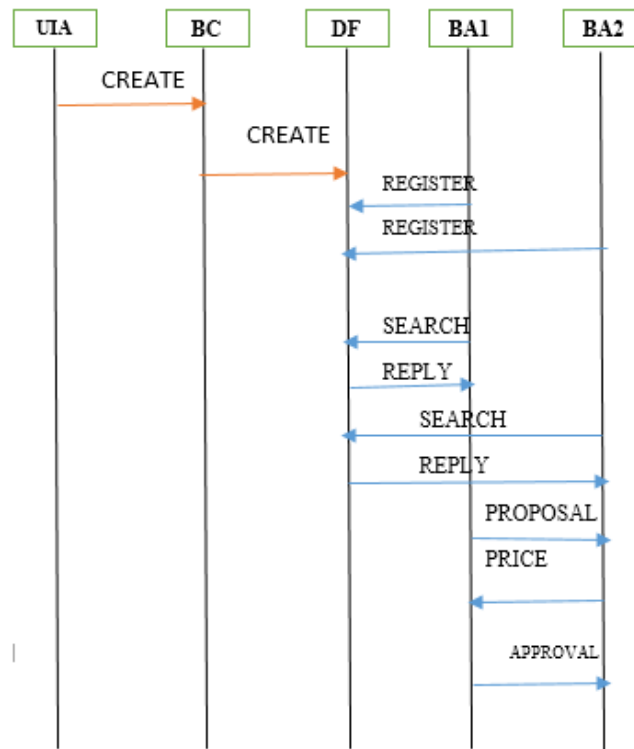 UIA BC DF BA1 BA2
CREATE
CREATE
REGISTER
REGISTER
SEARCH
REPLY
SEARCH
REPLY
PROPOSAL
PRICE
APPROVAL